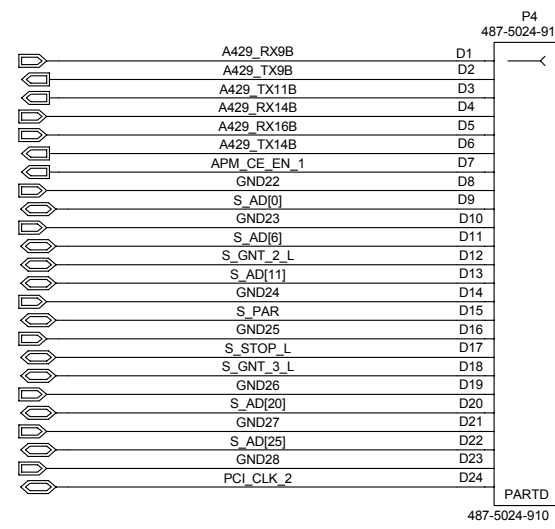 P4
487-5024-91
A429_RX9B D1
A429_TX9B D2
A429_TX11B D3
A429_RX14B D4
A429_RX16B D5
A429_TX14B D6
APM_CE_EN_1 D7
GND22 D8
S_AD[0] D9
GND23 D10
S_AD[6] D11
S_GNT_2_L D12
S_AD[11] D13
GND24 D14
S_PAR D15
GND25 D16
S_STOP_L D17
S_GNT_3_L D18
GND26 D19
S_AD[20] D20
GND27 D21
S_AD[25] D22
GND28 D23
PCI_CLK_2 D24
PARTD
487-5024-910